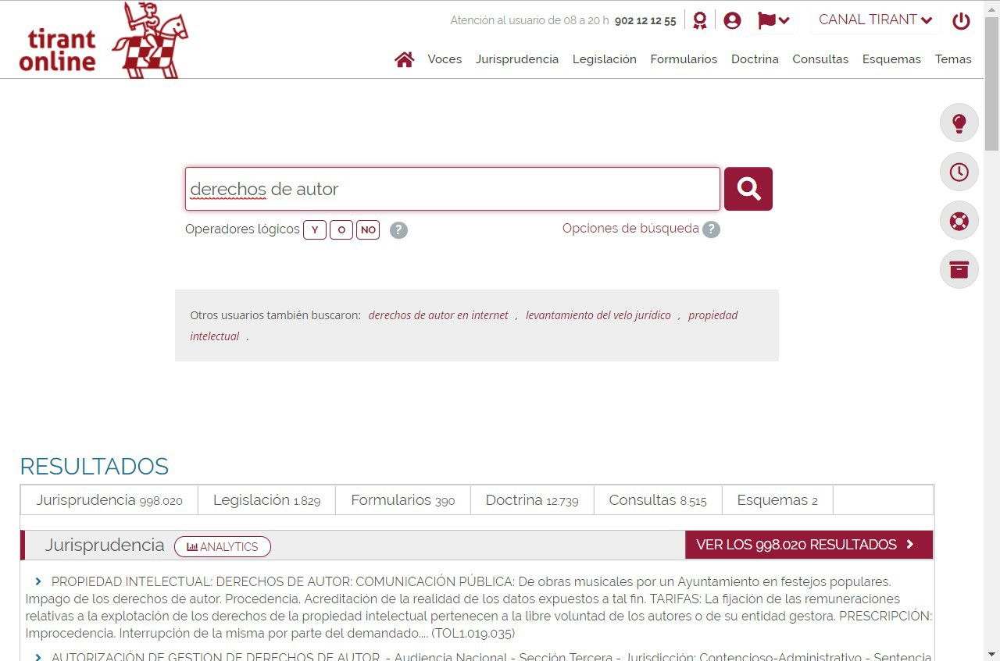 tirant
online
Atención al usuario de 08 a 20 h 902 12 12 55
CANAL TIRANT
Voces Jurisprudencia Legislación Formularios Doctrina Consultas Esquemas Temas
derechos de autor
Operadores lógicos Y O NO ?
Opciones de búsqueda ?
Otros usuarios también buscaron: derechos de autor en internet , levantamiento del velo jurídico , propiedad
intelectual .
RESULTADOS
Jurisprudencia 998.020 Legislación 1.829 Formularios 390 Doctrina 12.739 Consultas 8.515 Esquemas 2
Jurisprudencia ANALYTICS VER LOS 998.020 RESULTADOS
PROPIEDAD INTELECTUAL: DERECHOS DE AUTOR: COMUNICACIÓN PÚBLICA: De obras musicales por un Ayuntamiento en festejos populares.
Impago de los derechos de autor. Procedencia. Acreditación de la realidad de los datos expuestos a tal fin. TARIFAS: La fijación de las remuneraciones
relativas a la explotación de los derechos de la propiedad intelectual pertenecen a la libre voluntad de los autores o de su entidad gestora. PRESCRIPCIÓN:
Improcedencia. Interrupción de la misma por parte del demandado.... (TOL1.019.035)
AUTORIZACIÓN DE GESTION DE DERECHOS DE AUTOR. - Audiencia Nacional - Sección Tercera - Jurisdicción: Contencioso-Administrativo - Sentencia